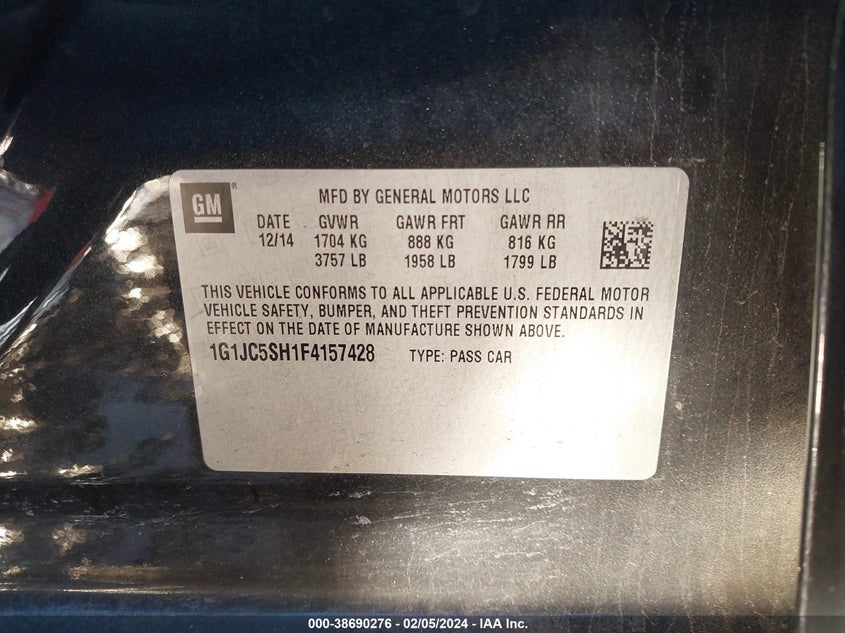 GM ®
MFD BY GENERAL MOTORS LLC
DATE GVWR GAWR FRT GAWR RR
12/14 1704 KG 888 KG 816 KG
3757 LB 1958 LB 1799 LB
THIS VEHICLE CONFORMS TO ALL APPLICABLE U.S. FEDERAL MOTOR
VEHICLE SAFETY, BUMPER, AND THEFT PREVENTION STANDARDS IN
EFFECT ON THE DATE OF MANUFACTURE SHOWN ABOVE.
1G1JC5SH1F4157428 TYPE: PASS CAR
000-38690276 - 02/05/2024 - IAA Inc.